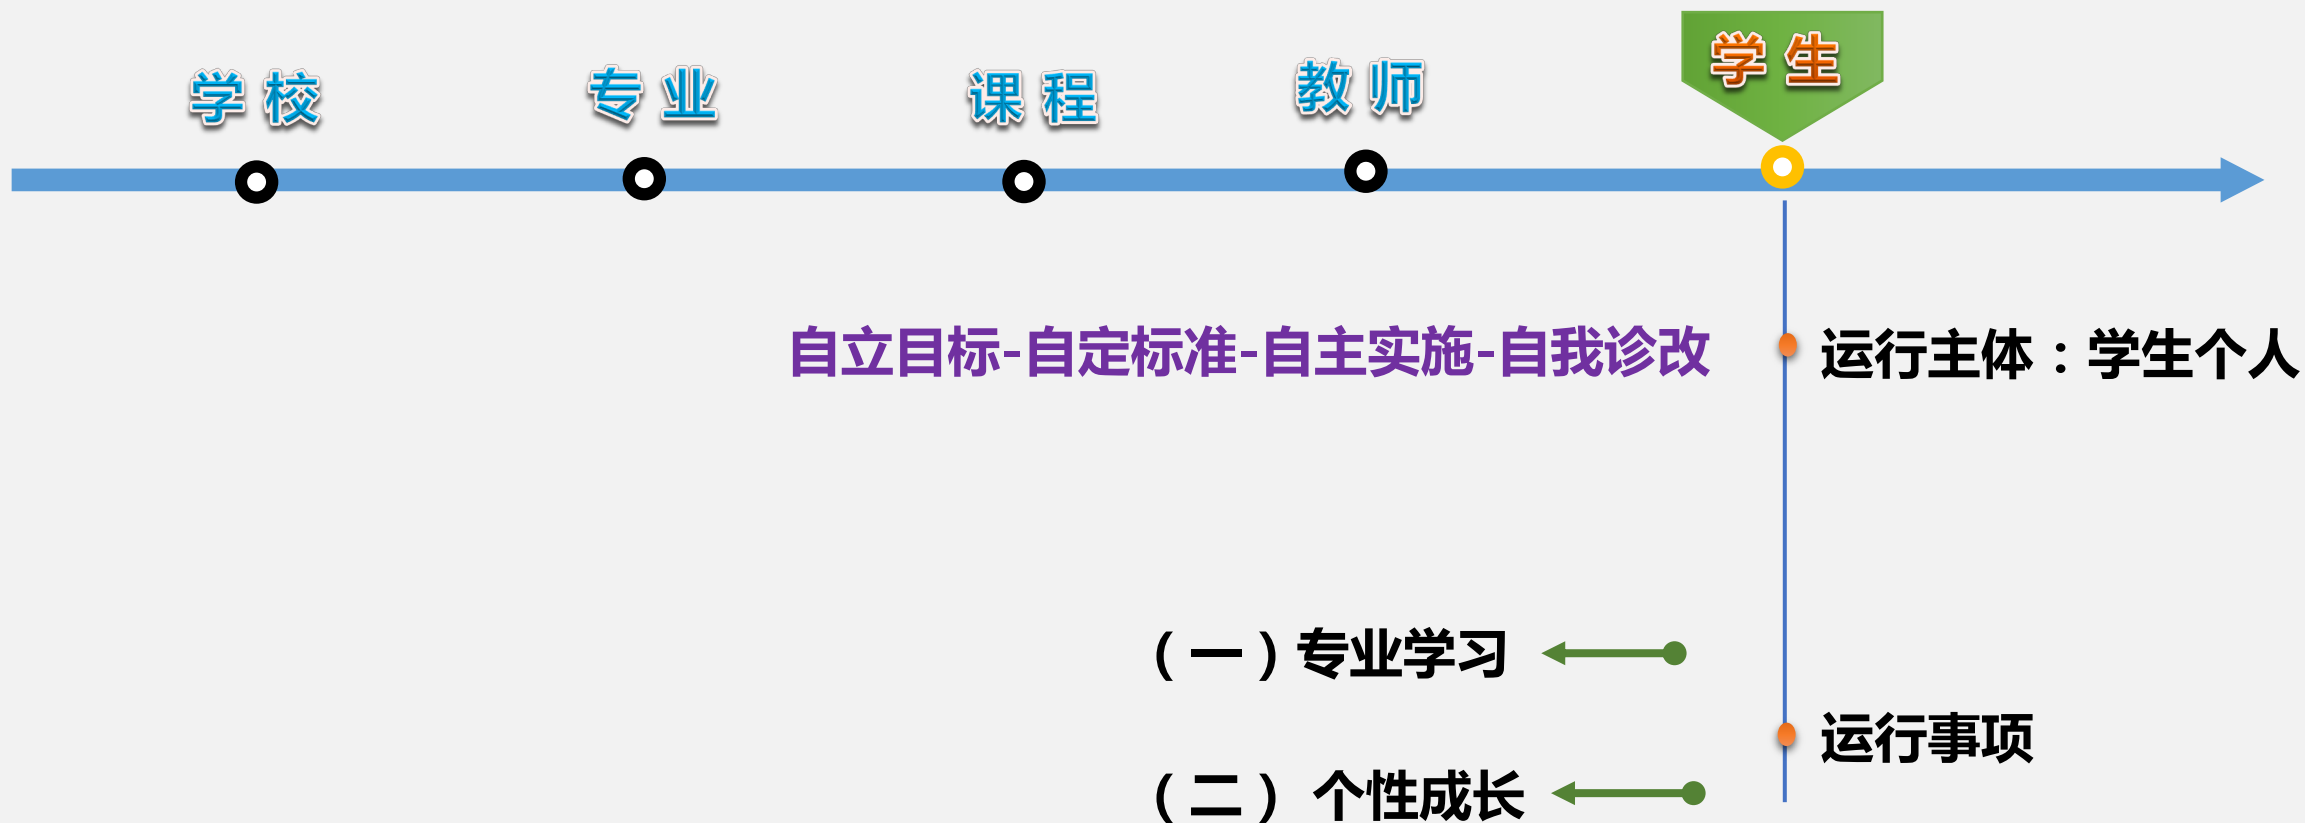 学 校 专 业 课 程 教 师 学 生
自立目标-自定标准-自主实施-自我诊改 运行主体：学生个人
（一）专业学习
运行事项
（二） 个性成长